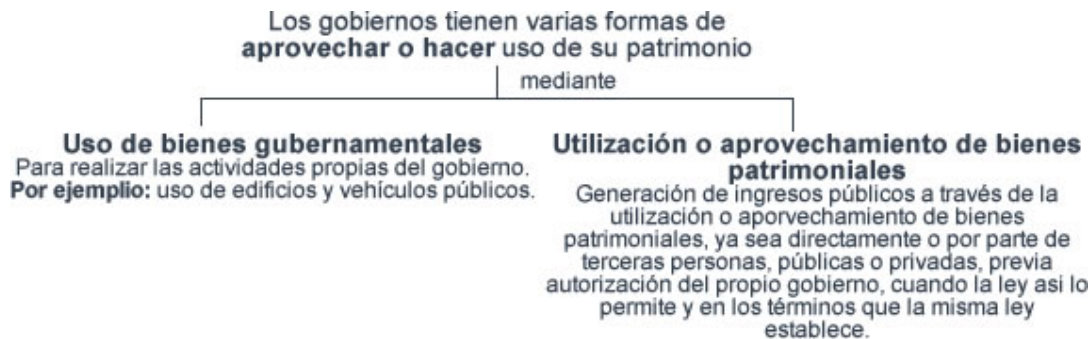 Los gobiernos tienen varias formas de
aprovechar o hacer uso de su patrimonio
mediante
Uso de bienes gubernamentales
Para realizar las actividades propias del gobierno.
Por ejemplo: uso de edificios y vehículos públicos.
Utilización o aprovechamiento de bienes
patrimoniales
Generación de ingresos públicos a través de la
utilización o aporvechamiento de bienes
patrimoniales, ya sea directamente o por parte de
terceras personas, públicas o privadas, previa
autorización del propio gobierno, cuando la ley asi lo
permite y en los términos que la misma ley
establece.